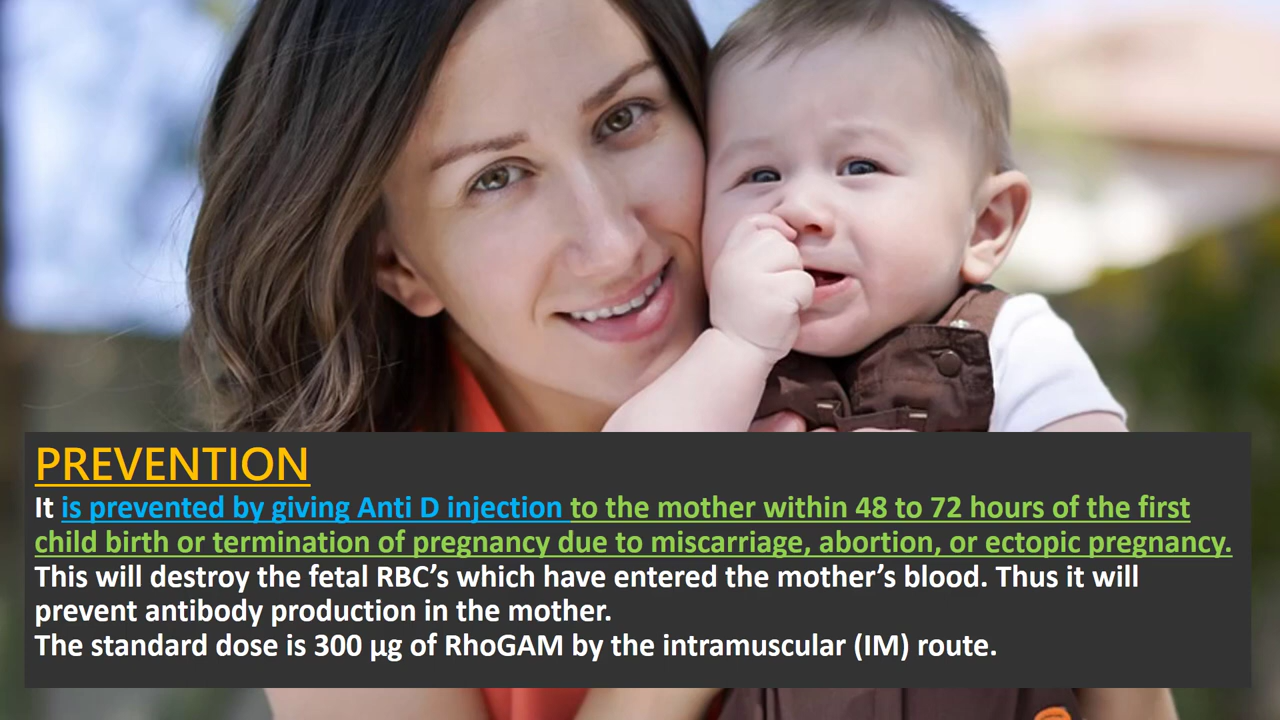 PREVENTION
It is prevented by giving Anti D injection to the mother within 48 to 72 hours of the first
child birth or termination of pregnancy due to miscarriage, abortion, or ectopic pregnancy.
This will destroy the fetal RBC’s which have entered the mother’s blood. Thus it will
prevent antibody production in the mother.
The standard dose is 300 µg of RhoGAM by the intramuscular (IM) route.